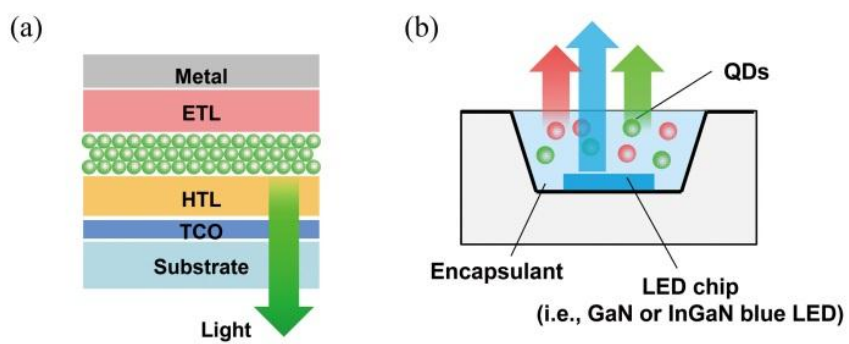 (a)
Metal
ETL
HTL
TCO
Substrate
Light
(b)
QDs
Encapsulant
LED chip
(i.e., GaN or InGaN blue LED)